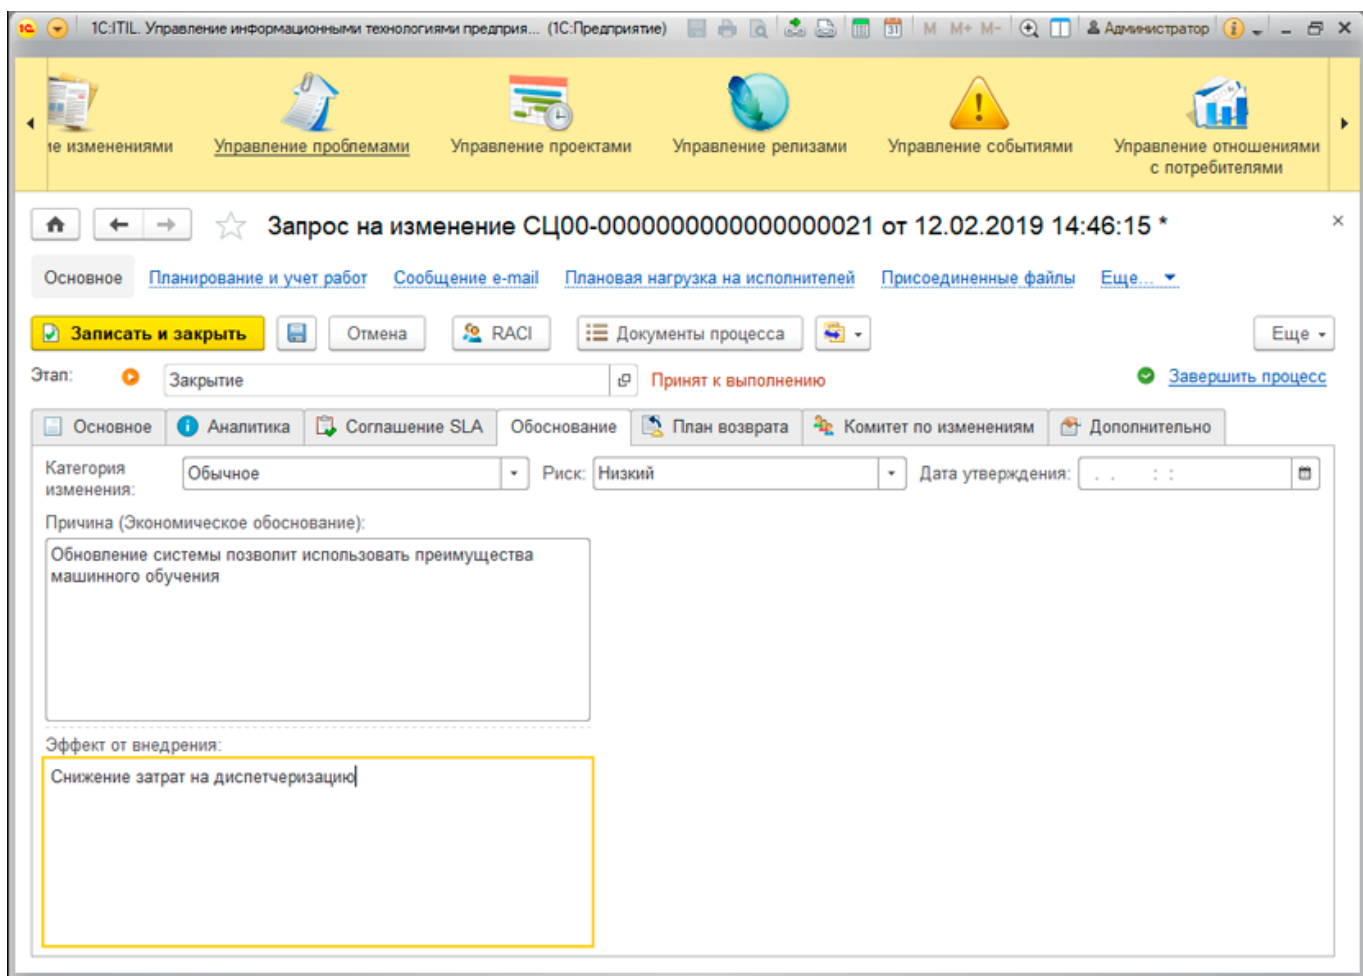 1С:ITIL. Управление информационными технологиями предприя... (1С:Предприятие) M M+ M- Администратор
ие изменениями Управление проблемами Управление проектами Управление релизами Управление событиями Управление отношениями
с потребителями
Запрос на изменение СЦ00-0000000000000000021 от 12.02.2019 14:46:15 *
Основное Планирование и учет работ Сообщение e-mail Плановая нагрузка на исполнителей Присоединенные файлы Еще...
Записать и закрыть Отмена RACI Документы процесса Еще
Этап: Закрытие Принят к выполнению Завершить процесс
Основное Аналитика Соглашение SLA Обоснование План возврата Комитет по изменениям Дополнительно
Категория
изменения: Обычное Риск: Низкий Дата утверждения: . . : :
Причина (Экономическое обоснование):
Обновление системы позволит использовать преимущества
машинного обучения
Эффект от внедрения:
Снижение затрат на диспетчеризацию